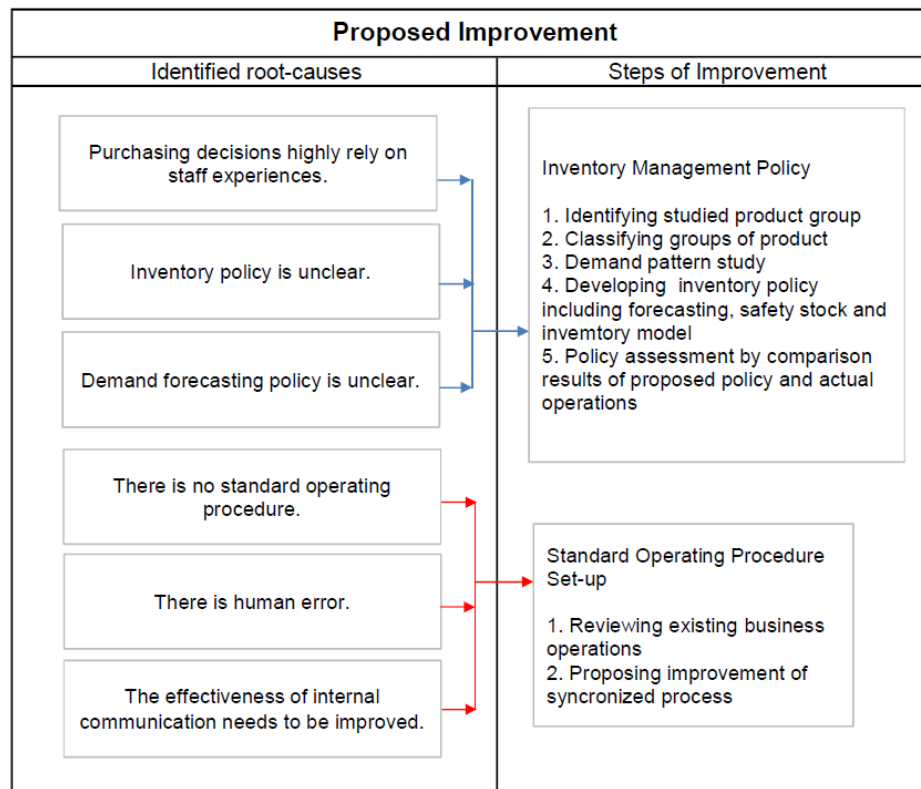 Proposed Improvement
Identified root-causes
Steps of Improvement
Purchasing decisions highly rely on
staff experiences.
Inventory policy is unclear.
Demand forecasting policy is unclear.
There is no standard operating
procedure.
There is human error.
The effectiveness of internal
communication needs to be improved.
Inventory Management Policy
1. Identifying studied product group
2. Classifying groups of product
3. Demand pattern study
4. Developing  inventory policy
including forecasting, safety stock and
invemtory model
5. Policy assessment by comparison
results of proposed policy and actual
operations
Standard Operating Procedure
Set-up
1. Reviewing existing business
operations
2. Proposing improvement of
syncronized process